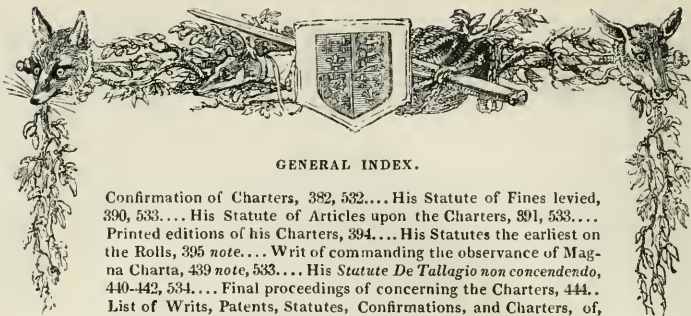 GENERAL INDEX.
Confirmation of Charters, 382, 532.... His Statute of Fines levied,
390, 533.... His Statute of Articles upon the Charters, 391, 533....
Printed editions of his Charters, 394.... His Statutes the earliest on
the Rolls, 395 note.... Writ of commanding the observance of Mag-
na Charta, 439 note, 533.... His Statute De Tallagio non concendendo,
440-442, 534.... Final proceedings of concerning the Charters, 444..
List of Writs, Patents, Statutes, Confirmations, and Charters, of,